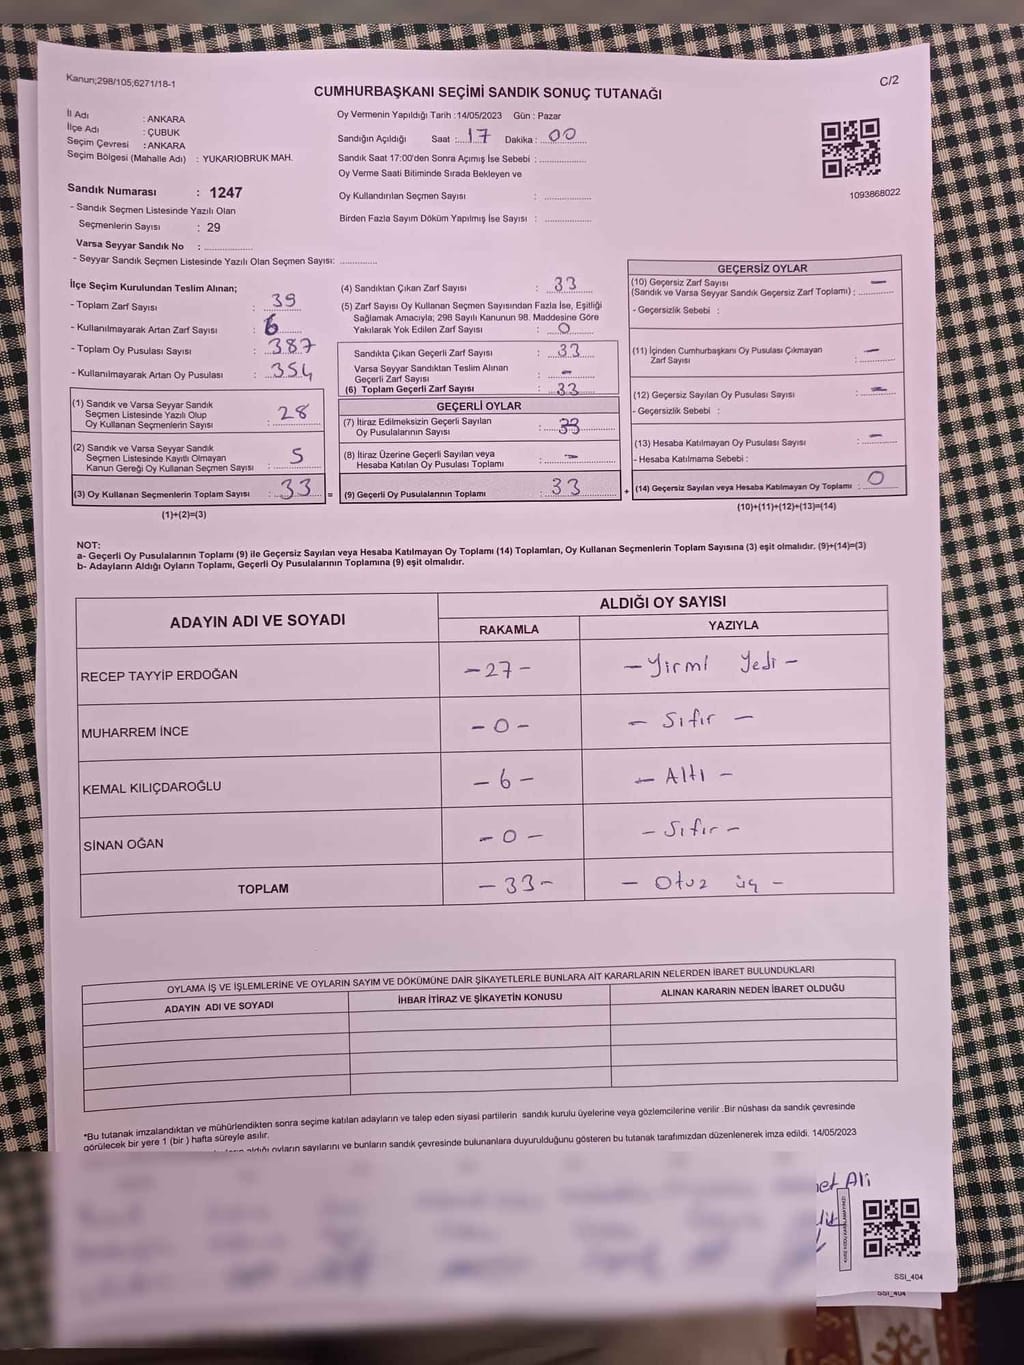 Kanun;298/105;6271/18-1
C/2
CUMHURBAŞKANI SEÇİMİ SANDIK SONUÇ TUTANAĞI
İl Adı : ANKARA
İlçe Adı : ÇUBUK
Seçim Çevresi : ANKARA
Seçim Bölgesi (Mahalle Adı) : YUKARIOBRUK MAH.
Sandık Numarası : 1247
- Sandık Seçmen Listesinde Yazılı Olan
Seçmenlerin Sayısı : 29
Varsa Seyyar Sandık No :
- Seyyar Sandık Seçmen Listesinde Yazılı Olan Seçmen Sayısı:
Oy Vermenin Yapıldığı Tarih :14/05/2023 Gün : Pazar
Sandığın Açıldığı Saat : 17 Dakika : 00
Sandık Saat 17:00'den Sonra Açımış İse Sebebi :
Oy Verme Saati Bitiminde Sırada Bekleyen ve
Oy Kullandırılan Seçmen Sayısı :
Birden Fazla Sayım Döküm Yapılmış İse Sayısı :
1093868022
İlçe Seçim Kurulundan Teslim Alınan;
- Toplam Zarf Sayısı : 39
- Kullanılmayarak Artan Zarf Sayısı : 6
- Toplam Oy Pusulası Sayısı : 387
- Kullanılmayarak Artan Oy Pusulası : 354
(1) Sandık ve Varsa Seyyar Sandık
Seçmen Listesinde Yazılı Olup
Oy Kullanan Seçmenlerin Sayısı : 28
(2) Sandık ve Varsa Seyyar Sandık
Seçmen Listesinde Kayıtlı Olmayan
Kanun Gereği Oy Kullanan Seçmen Sayısı : 5
(3) Oy Kullanan Seçmenlerin Toplam Sayısı : 33 =
(1)+(2)=(3)
(4) Sandıktan Çıkan Zarf Sayısı : 33
(5) Zarf Sayısı Oy Kullanan Seçmen Sayısından Fazla İse, Eşitliği
Sağlamak Amacıyla; 298 Sayılı Kanunun 98. Maddesine Göre
Yakılarak Yok Edilen Zarf Sayısı : 0
Sandıkta Çıkan Geçerli Zarf Sayısı : 33
Varsa Seyyar Sandıktan Teslim Alınan
Geçerli Zarf Sayısı : -
(6) Toplam Geçerli Zarf Sayısı : 33
GEÇERLİ OYLAR
(7) İtiraz Edilmeksizin Geçerli Sayılan
Oy Pusulalarının Sayısı : 33
(8) İtiraz Üzerine Geçerli Sayılan veya
Hesaba Katılan Oy Pusulası Toplamı : -
(9) Geçerli Oy Pusulalarının Toplamı : 33 +
GEÇERSİZ OYLAR
(10) Geçersiz Zarf Sayısı
(Sandık ve Varsa Seyyar Sandık Geçersiz Zarf Toplamı) : -
- Geçersizlik Sebebi :
(11) İçinden Cumhurbaşkanı Oy Pusulası Çıkmayan
Zarf Sayısı : -
(12) Geçersiz Sayılan Oy Pusulası Sayısı : -
- Geçersizlik Sebebi :
(13) Hesaba Katılmayan Oy Pusulası Sayısı : -
- Hesaba Katılmama Sebebi :
(14) Geçersiz Sayılan veya Hesaba Katılmayan Oy Toplamı : 0
(10)+(11)+(12)+(13)=(14)
NOT:
a- Geçerli Oy Pusulalarının Toplamı (9) ile Geçersiz Sayılan veya Hesaba Katılmayan Oy Toplamı (14) Toplamları, Oy Kullanan Seçmenlerin Toplam Sayısına (3) eşit olmalıdır. (9)+(14)=(3)
b- Adayların Aldığı Oyların Toplamı, Geçerli Oy Pusulalarının Toplamına (9) eşit olmalıdır.
ADAYIN ADI VE SOYADI
ALDIĞI OY SAYISI
RAKAMLA YAZIYLA
RECEP TAYYİP ERDOĞAN -27- -Yirmi Yedi-
MUHARREM İNCE -0- -Sıfır-
KEMAL KILIÇDAROĞLU -6- -Altı-
SİNAN OĞAN -0- -Sıfır-
TOPLAM -33- -Otuz üç-
OYLAMA İŞ VE İŞLEMLERİNE VE OYLARIN SAYIM VE DÖKÜMÜNE DAİR ŞİKAYETLERLE BUNLARA AİT KARARLARIN NELERDEN İBARET BULUNDUKLARI
ADAYIN ADI VE SOYADI İHBAR İTİRAZ VE ŞİKAYETİN KONUSU ALINAN KARARIN NEDEN İBARET OLDUĞU
*Bu tutanak imzalandıktan ve mühürlendikten sonra seçime katılan adayların ve talep eden siyasi partilerin sandık kurulu üyelerine veya gözlemcilerine verilir .Bir nüshası da sandık çevresinde
görülecek bir yere 1 (bir ) hafta süreyle asılır.
aldığı oyların sayılarını ve bunların sandık çevresinde bulunanlara duyurulduğunu gösteren bu tutanak tarafımızdan düzenlenerek imza edildi. 14/05/2023
Ali
SSI_404
SSI_404